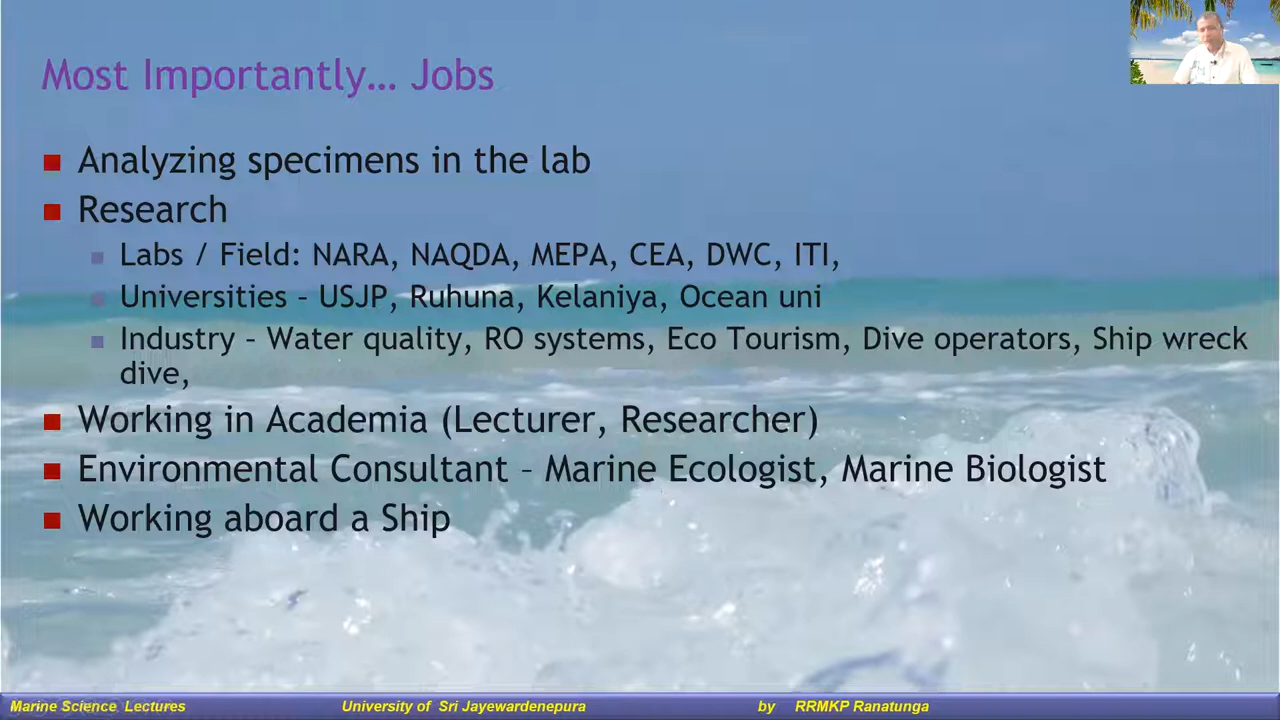 Most Importantly… Jobs
Analyzing specimens in the lab
Research
Labs / Field: NARA, NAQDA, MEPA, CEA, DWC, ITI,
Universities – USJP, Ruhuna, Kelaniya, Ocean uni
Industry – Water quality, RO systems, Eco Tourism, Dive operators, Ship wreck
dive,
Working in Academia (Lecturer, Researcher)
Environmental Consultant – Marine Ecologist, Marine Biologist
Working aboard a Ship
Marine Science Lectures University of Sri Jayewardenepura by RRMKP Ranatunga